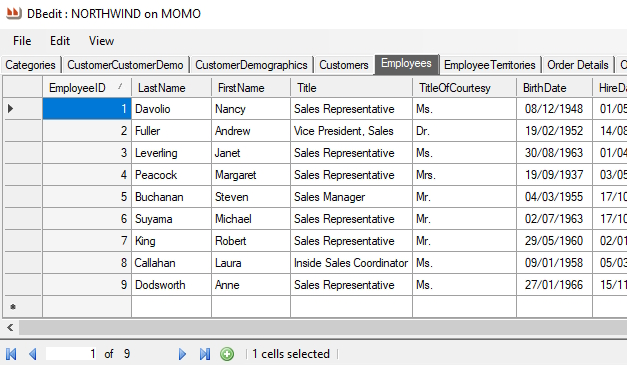 DBedit : NORTHWIND on MOMO
File Edit View
Categories CustomerCustomerDemo CustomerDemographics Customers Employees EmployeeTerritories Order Details O
EmployeeID / LastName FirstName Title TitleOfCourtesy BirthDate HireDa
1 Davolio Nancy Sales Representative Ms. 08/12/1948 01/05
2 Fuller Andrew Vice President, Sales Dr. 19/02/1952 14/08
3 Leverling Janet Sales Representative Ms. 30/08/1963 01/04
4 Peacock Margaret Sales Representative Mrs. 19/09/1937 03/05
5 Buchanan Steven Sales Manager Mr. 04/03/1955 17/10
6 Suyama Michael Sales Representative Mr. 02/07/1963 17/10
7 King Robert Sales Representative Mr. 29/05/1960 02/01
8 Callahan Laura Inside Sales Coordinator Ms. 09/01/1958 05/03
9 Dodsworth Anne Sales Representative Ms. 27/01/1966 15/11
*
1 of 9 1 cells selected